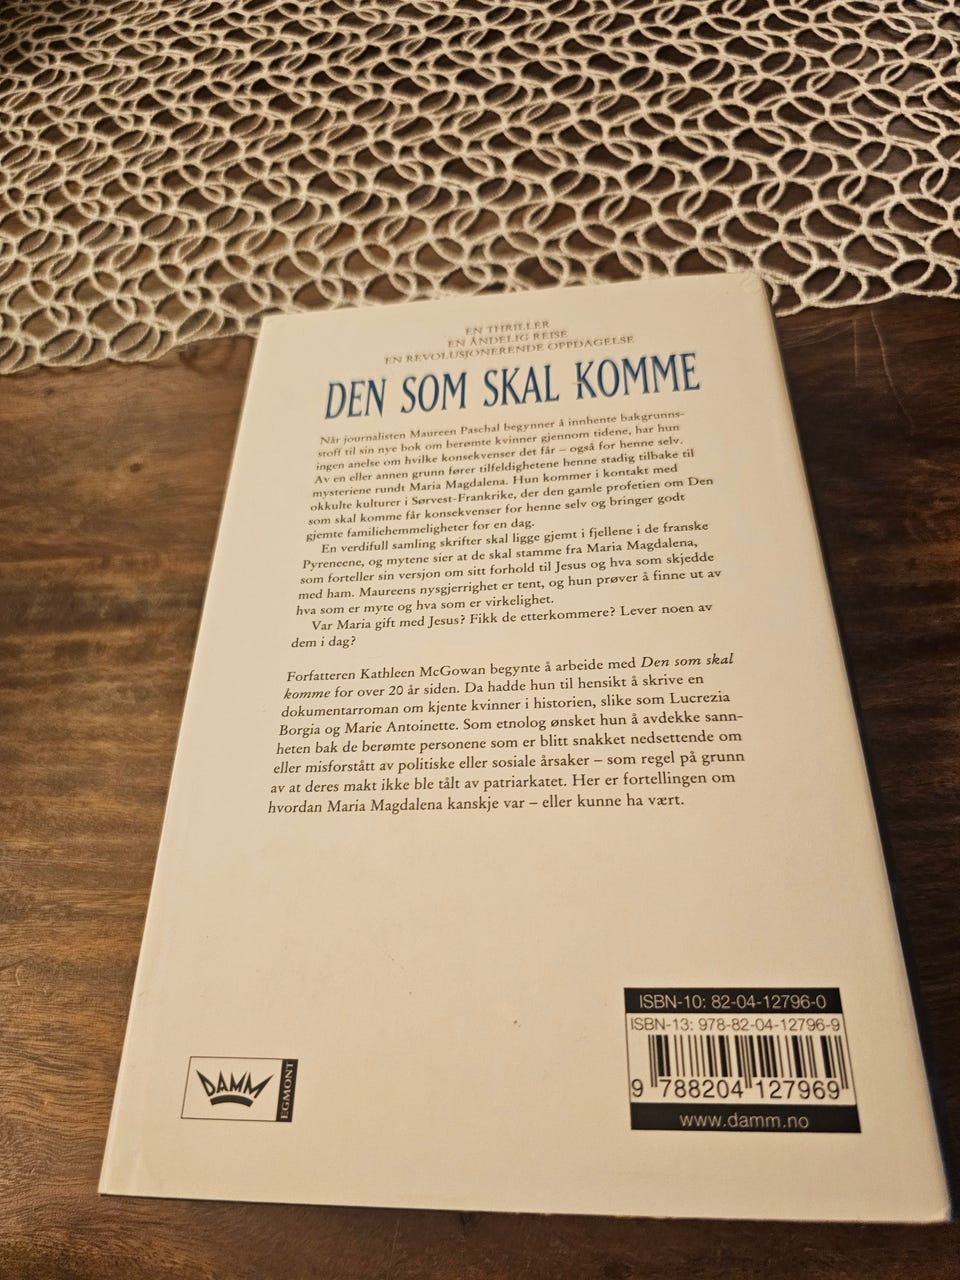 EN THRILLER
EN ÅNDELIG REISE
EN REVOLUSJONERENDE OPPDAGELSE
DEN SOM SKAL KOMME
Når journalisten Maureen Paschal begynner å innhente bakgrunns-
stoff til sin nye bok om berømte kvinner gjennom tidene, har hun
ingen anelse om hvilke konsekvenser det får – også for henne selv.
Av en eller annen grunn fører tilfeldighetene henne stadig tilbake til
mysteriene rundt Maria Magdalena. Hun kommer i kontakt med
okkulte kulturer i Sørvest-Frankrike, der den gamle profetien om Den
som skal komme får konsekvenser for henne selv og bringer godt
gjemte familiehemmeligheter for en dag.
En verdifull samling skrifter skal ligge gjemt i fjellene i de franske
Pyreneene, og mytene sier at de skal stamme fra Maria Magdalena,
som forteller sin versjon om sitt forhold til Jesus og hva som skjedde
med ham. Maureens nysgjerrighet er tent, og hun prøver å finne ut av
hva som er myte og hva som er virkelighet.
Var Maria gift med Jesus? Fikk de etterkommere? Lever noen av
dem i dag?
Forfatteren Kathleen McGowan begynte å arbeide med Den som skal
komme for over 20 år siden. Da hadde hun til hensikt å skrive en
dokumentarroman om kjente kvinner i historien, slike som Lucrezia
Borgia og Marie Antoinette. Som etnolog ønsket hun å avdekke sann-
heten bak de berømte personene som er blitt snakket nedsettende om
eller misforstått av politiske eller sosiale årsaker – som regel på grunn
av at deres makt ikke ble tålt av patriarkatet. Her er fortellingen om
hvordan Maria Magdalena kanskje var – eller kunne ha vært.
DAMM
EGMONT
ISBN-10: 82-04-12796-0
ISBN-13: 978-82-04-12796-9
9 788204 127969
www.damm.no